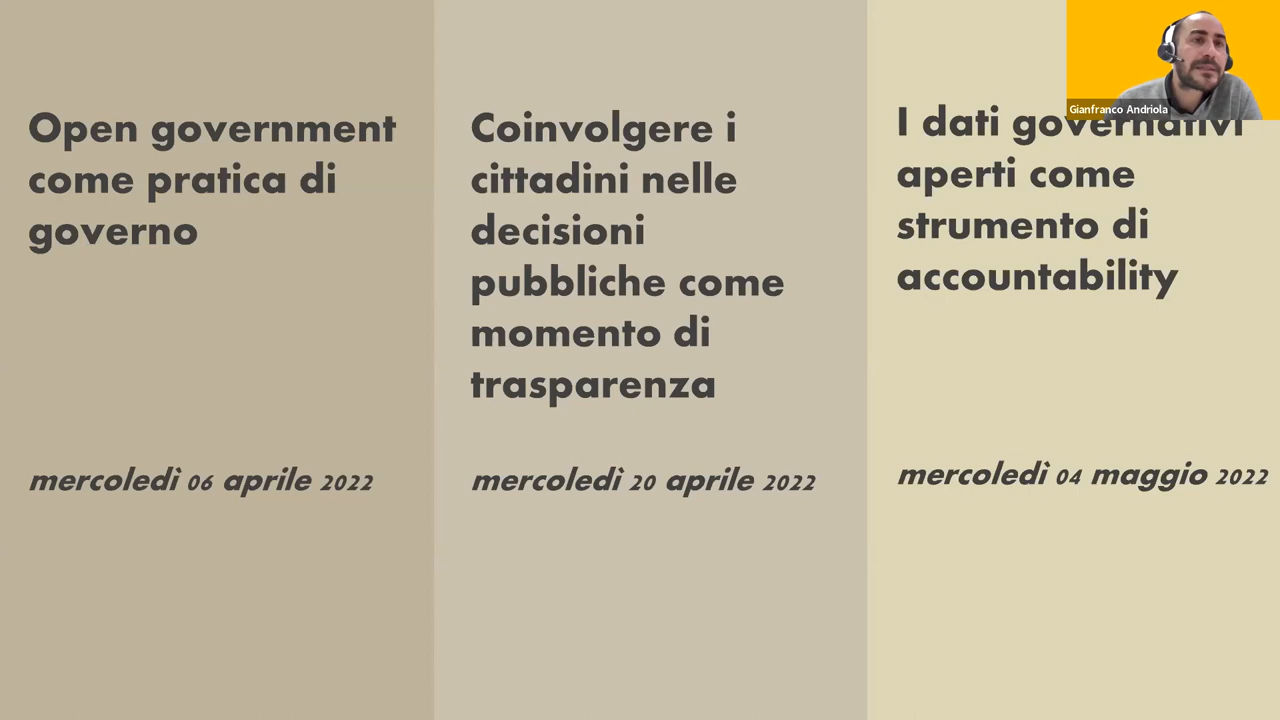 Open government
come pratica di
governo
mercoledì 06 aprile 2022
Coinvolgere i
cittadini nelle
decisioni
pubbliche come
momento di
trasparenza
mercoledì 20 aprile 2022
Gianfranco Andriola
I dati governativi
aperti come
strumento di
accountability
mercoledì 04 maggio 2022